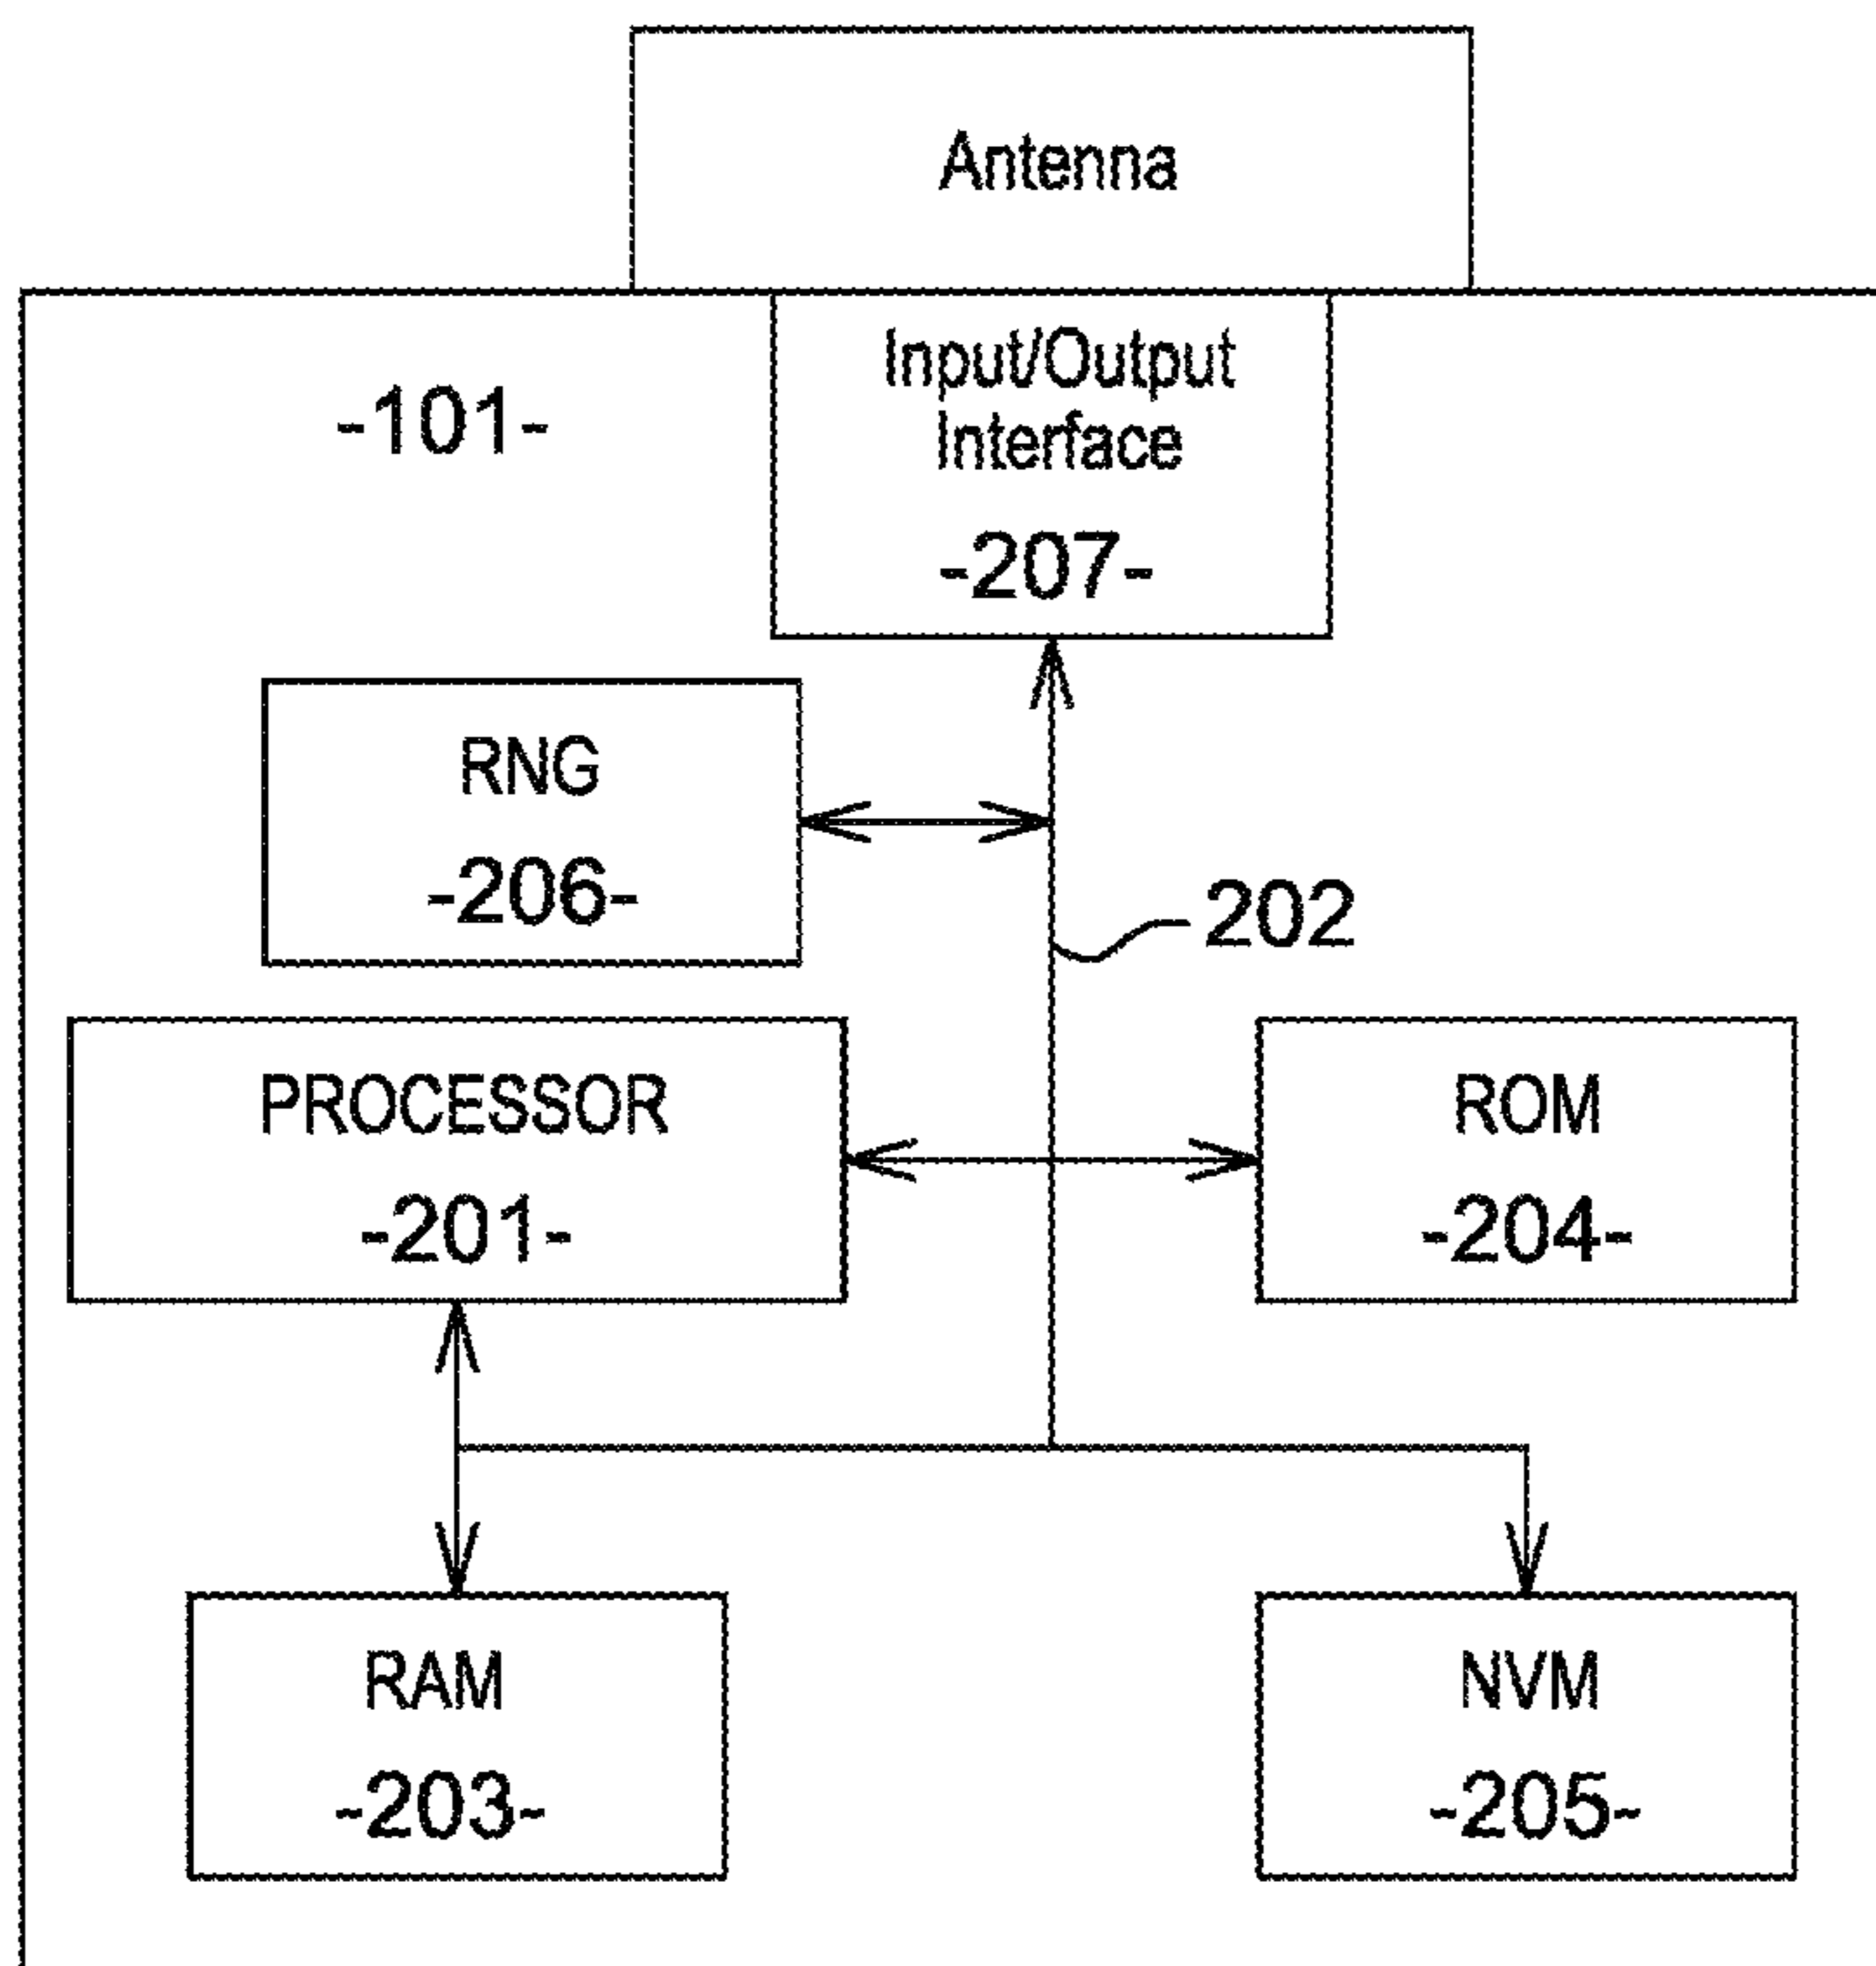 Antenna
-101-
Input/Output
Interface
-207-
RNG
-206-
202
PROCESSOR
-201-
ROM
-204-
RAM
-203-
NVM
-205-